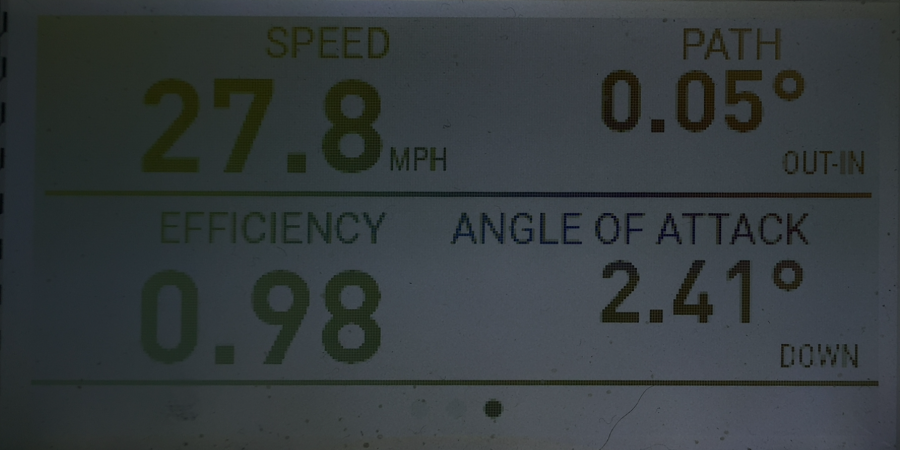 SPEED
27.8 MPH
PATH
0.05°
OUT-IN
EFFICIENCY
0.98
ANGLE OF ATTACK
2.41°
DOWN